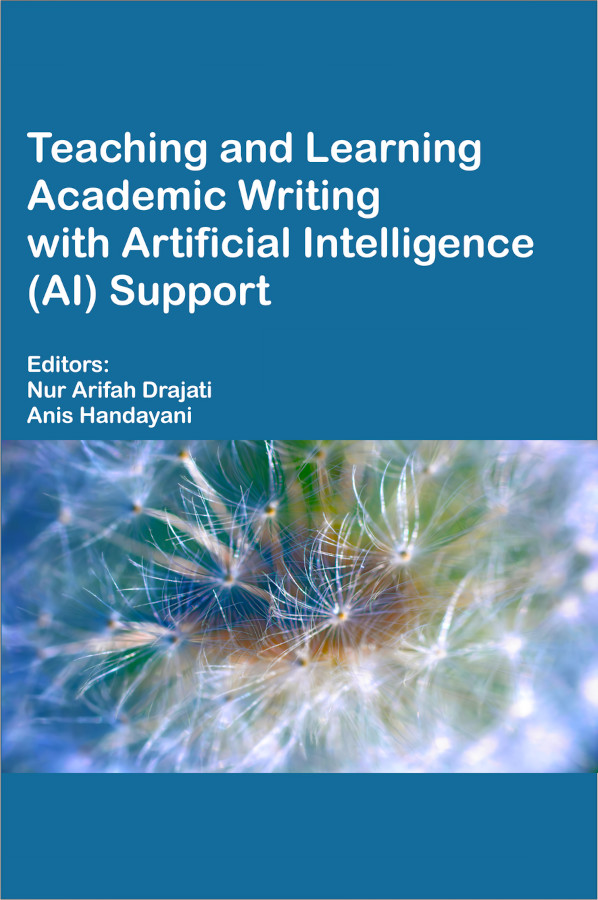 Teaching and Learning
Academic Writing
with Artificial Intelligence
(AI) Support
Editors:
Nur Arifah Drajati
Anis Handayani